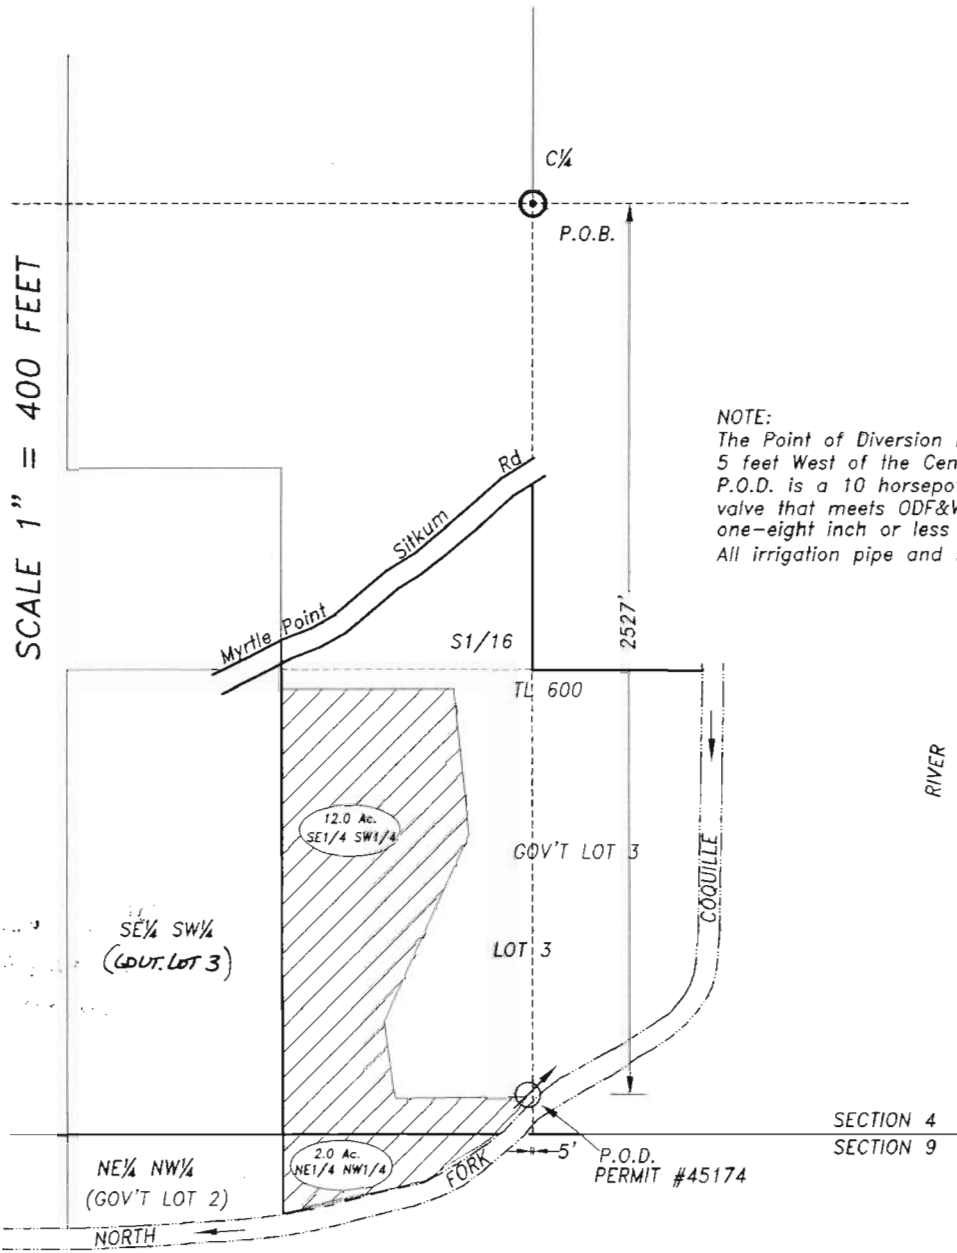 SCALE 1" = 400 FEET
C¼
P.O.B.
NOTE:
The Point of Diversion
5 feet West of the Cen
P.O.D. is a 10 horsepo
valve that meets ODF&
one-eight inch or less
All irrigation pipe and
2527'
Myrtle Point Sitkum Rd
S1/16
TL 600
RIVER
12.0 Ac.
SE1/4 SW1/4
GOV'T LOT 3
COQUILLE
SE¼ SW¼
(GOUT. LOT 3)
LOT 3
SECTION 4
SECTION 9
5'
P.O.D.
PERMIT #45174
2.0 Ac.
NE1/4 NW1/4
FORK
NE¼ NW¼
(GOV'T LOT 2)
NORTH